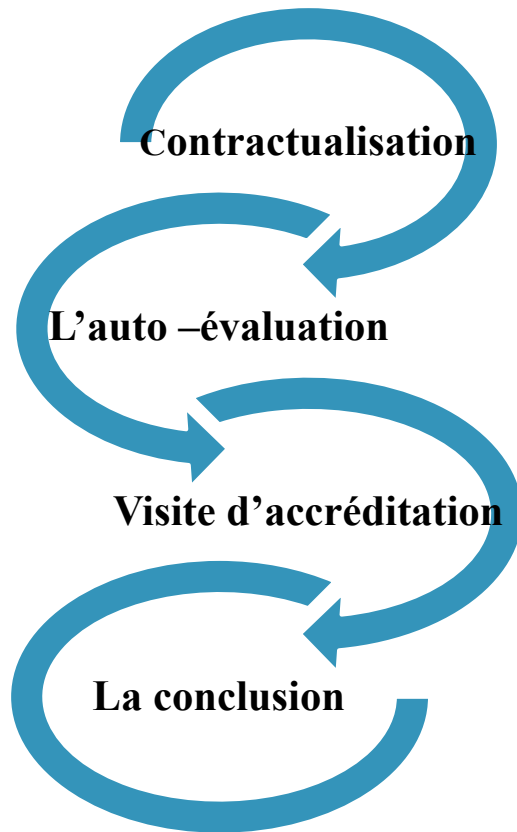 Contractualisation
L’auto –évaluation
Visite d’accréditation
La conclusion